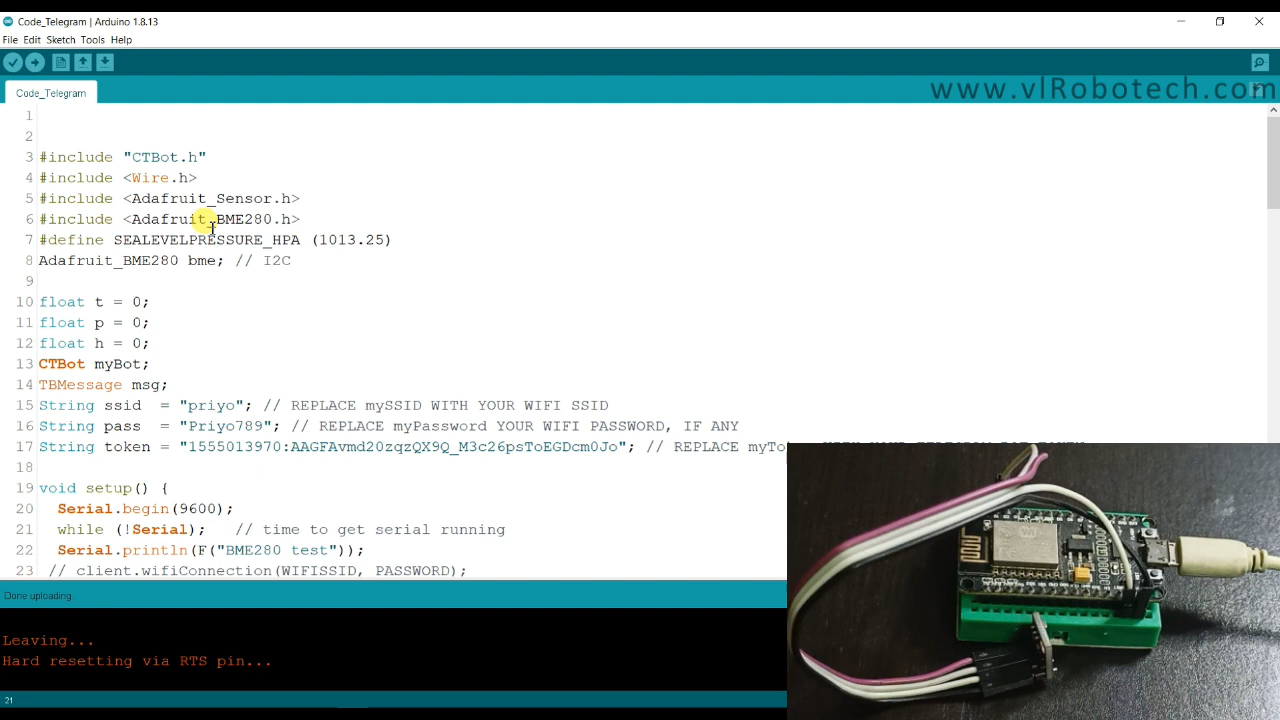 Code_Telegram | Arduino 1.8.13
File Edit Sketch Tools Help
Code_Telegram
www.vlRobotech.com
1
2
3 #include "CTBot.h"
4 #include <Wire.h>
5 #include <Adafruit_Sensor.h>
6 #include <Adafruit_BME280.h>
7 #define SEALEVELPRESSURE_HPA (1013.25)
8 Adafruit_BME280 bme; // I2C
9
10 float t = 0;
11 float p = 0;
12 float h = 0;
13 CTBot myBot;
14 TBMessage msg;
15 String ssid = "priyo"; // REPLACE mySSID WITH YOUR WIFI SSID
16 String pass = "Priyo789"; // REPLACE myPassword YOUR WIFI PASSWORD, IF ANY
17 String token = "1555013970:AAGFAvmd20zqzQX9Q_M3c26psToEGDcm0Jo"; // REPLACE myTo
18
19 void setup() {
20 Serial.begin(9600);
21 while (!Serial); // time to get serial running
22 Serial.println(F("BME280 test"));
23 // client.wifiConnection(WIFISSID, PASSWORD);
Done uploading.
Leaving...
Hard resetting via RTS pin...
21